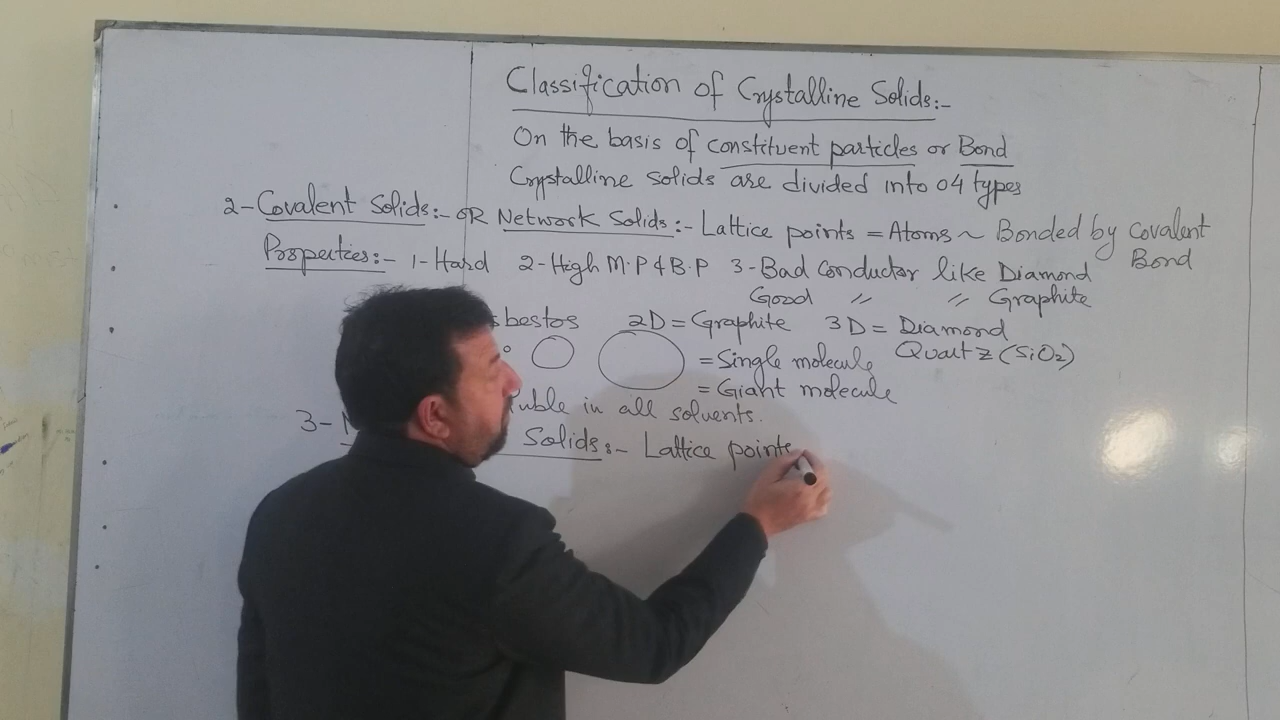 Classification of Crystalline Solids:-
On the basis of constituent particles or Bond
Crystalline solids are divided into 04 types
2-Covalent Solids:- OR Network Solids:- Lattice points = Atoms ~ Bonded by Covalent Bond
Properties:- 1-Hard 2-High M.P & B.P 3-Bad Conductor like Diamond
Good " " Graphite
bestos 2D = Graphite 3D = Diamond
= Single molecule Quartz (SiO2)
= Giant molecule
uble in all solvents.
3- Solids:- Lattice points